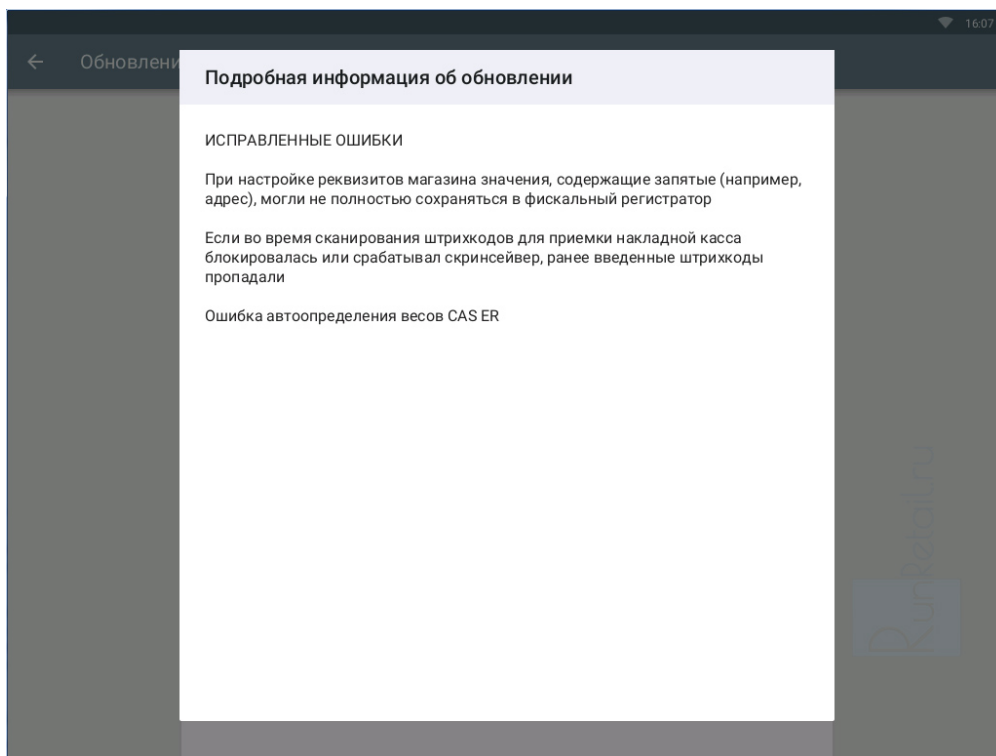 16:07
Обновлени
Подробная информация об обновлении
ИСПРАВЛЕННЫЕ ОШИБКИ
При настройке реквизитов магазина значения, содержащие запятые (например,
адрес), могли не полностью сохраняться в фискальный регистратор
Если во время сканирования штрихкодов для приемки накладной касса
блокировалась или срабатывал скринсейвер, ранее введенные штрихкоды
пропадали
Ошибка автоопределения весов CAS ER
RunRetail.ru